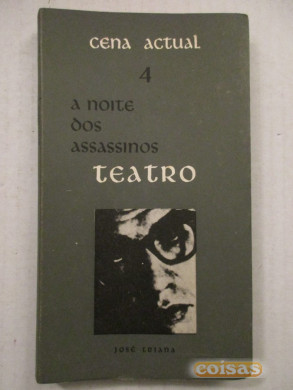 cena actual
4
a noite
dos
assassinos
teatro
josé triana
coisas